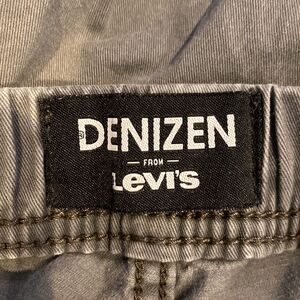 DENIZEN
— FROM —
Levi's